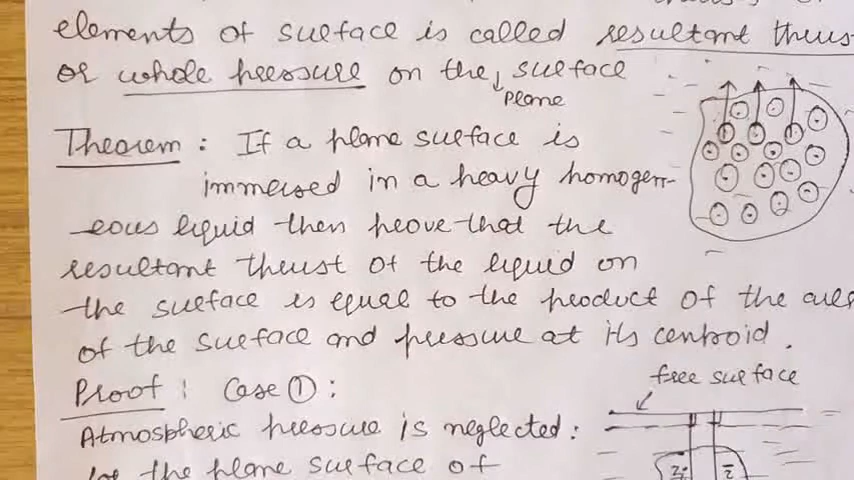 elements of surface is called resultant thrus
or whole pressure on the surface
plane
Theorem : If a plane surface is
immersed in a heavy homogen-
eous liquid then prove that the
resultant thrust of the liquid on
the surface is equal to the product of the area
of the surface and pressure at its centroid.
Proof : Case ① :
free surface
Atmospheric pressure is neglected :
the plane surface of
z̄